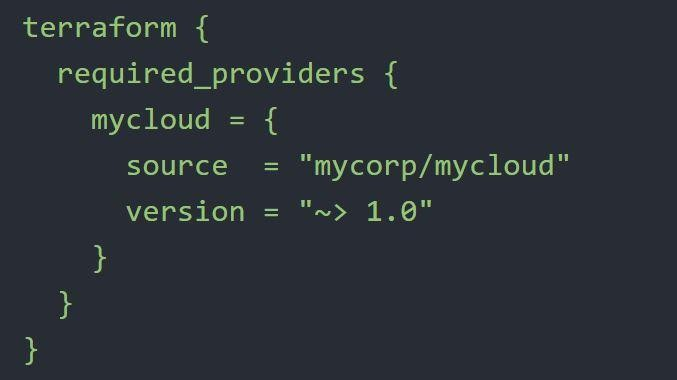 terraform {
  required_providers {
    mycloud = {
      source  = "mycorp/mycloud"
      version = "~> 1.0"
    }
  }
}